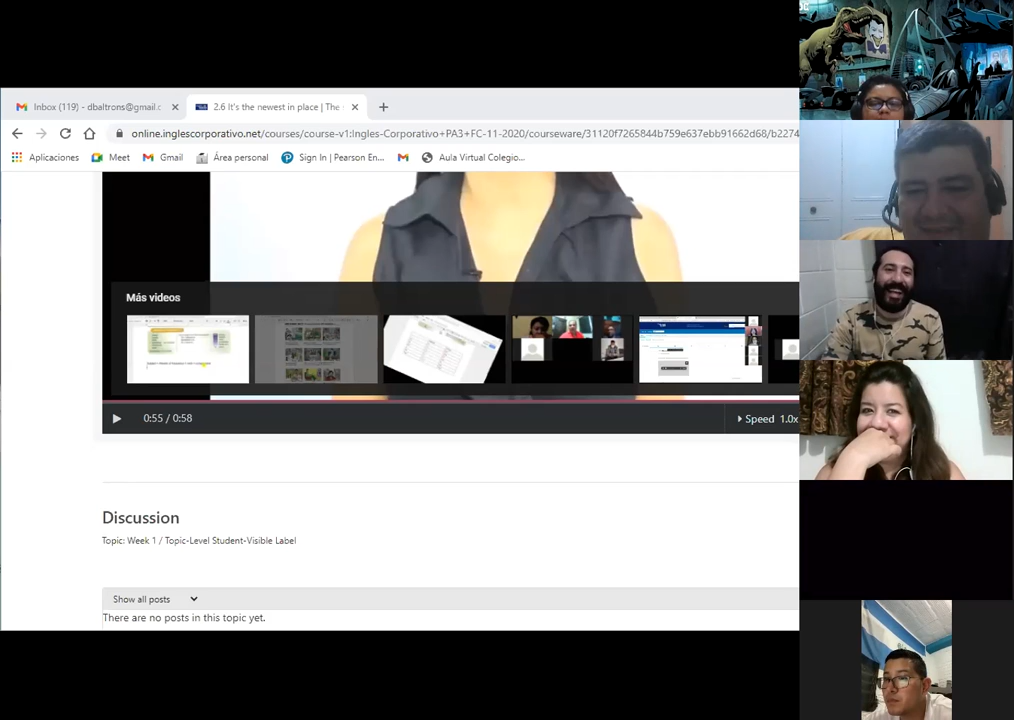 Inbox (119) - dbaltrons@gmail.c
2.6 It's the newest in place | The
online.inglescorporativo.net/courses/course-v1:Ingles-Corporativo+PA3+FC-11-2020/courseware/31120f7265844b759e637ebb91662d68/b2274
Aplicaciones
Meet
Gmail
Área personal
Sign In | Pearson En...
Aula Virtual Colegio...
Más videos
0:55 / 0:58
Speed 1.0x
Discussion
Topic: Week 1 / Topic-Level Student-Visible Label
Show all posts
There are no posts in this topic yet.